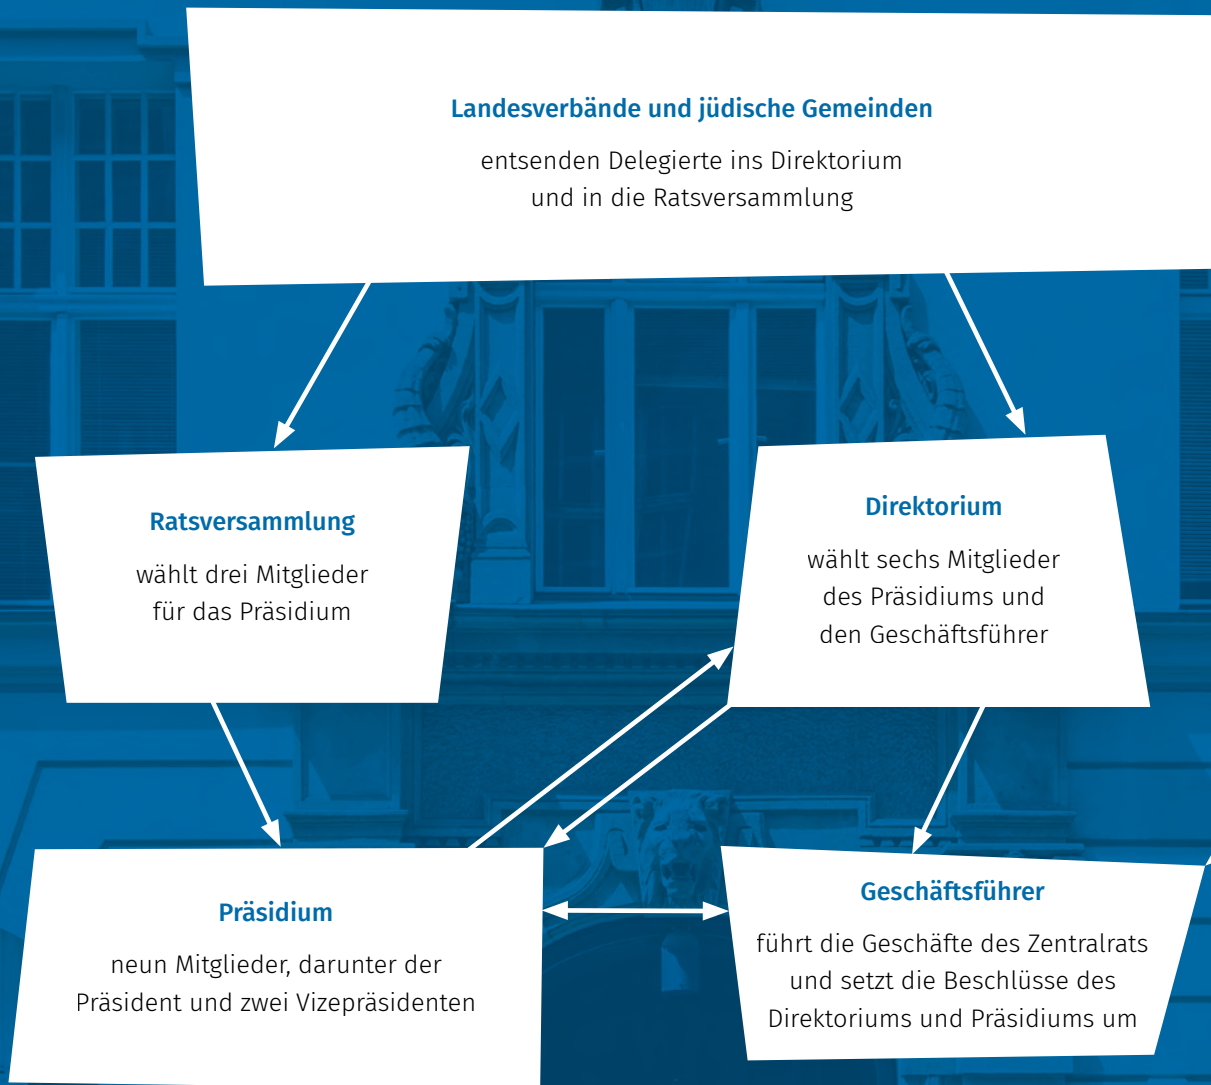 Landesverbände und jüdische Gemeinden
entsenden Delegierte ins Direktorium
und in die Ratsversammlung
Ratsversammlung
wählt drei Mitglieder
für das Präsidium
Direktorium
wählt sechs Mitglieder
des Präsidiums und
den Geschäftsführer
Präsidium
neun Mitglieder, darunter der
Präsident und zwei Vizepräsidenten
Geschäftsführer
führt die Geschäfte des Zentralrats
und setzt die Beschlüsse des
Direktoriums und Präsidiums um